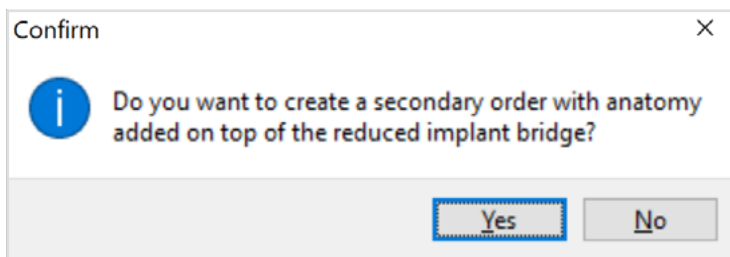 Confirm
Do you want to create a secondary order with anatomy
added on top of the reduced implant bridge?
Yes
No